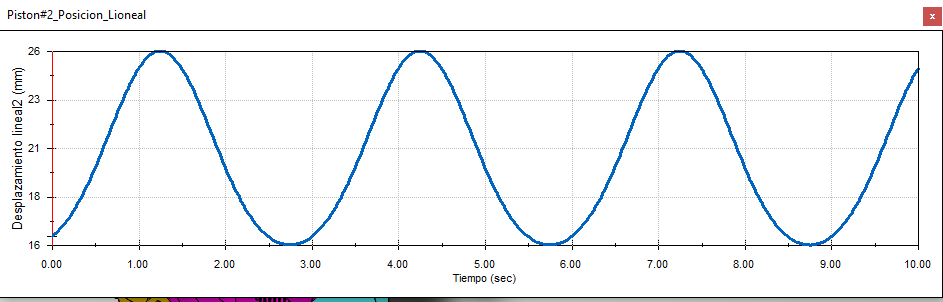 Piston#2_Posicion_Lioneal
x
Desplazamiento lineal2 (mm)
26
23
21
18
16
0.00 1.00 2.00 3.00 4.00 5.00 6.00 7.00 8.00 9.00 10.00
Tiempo (sec)